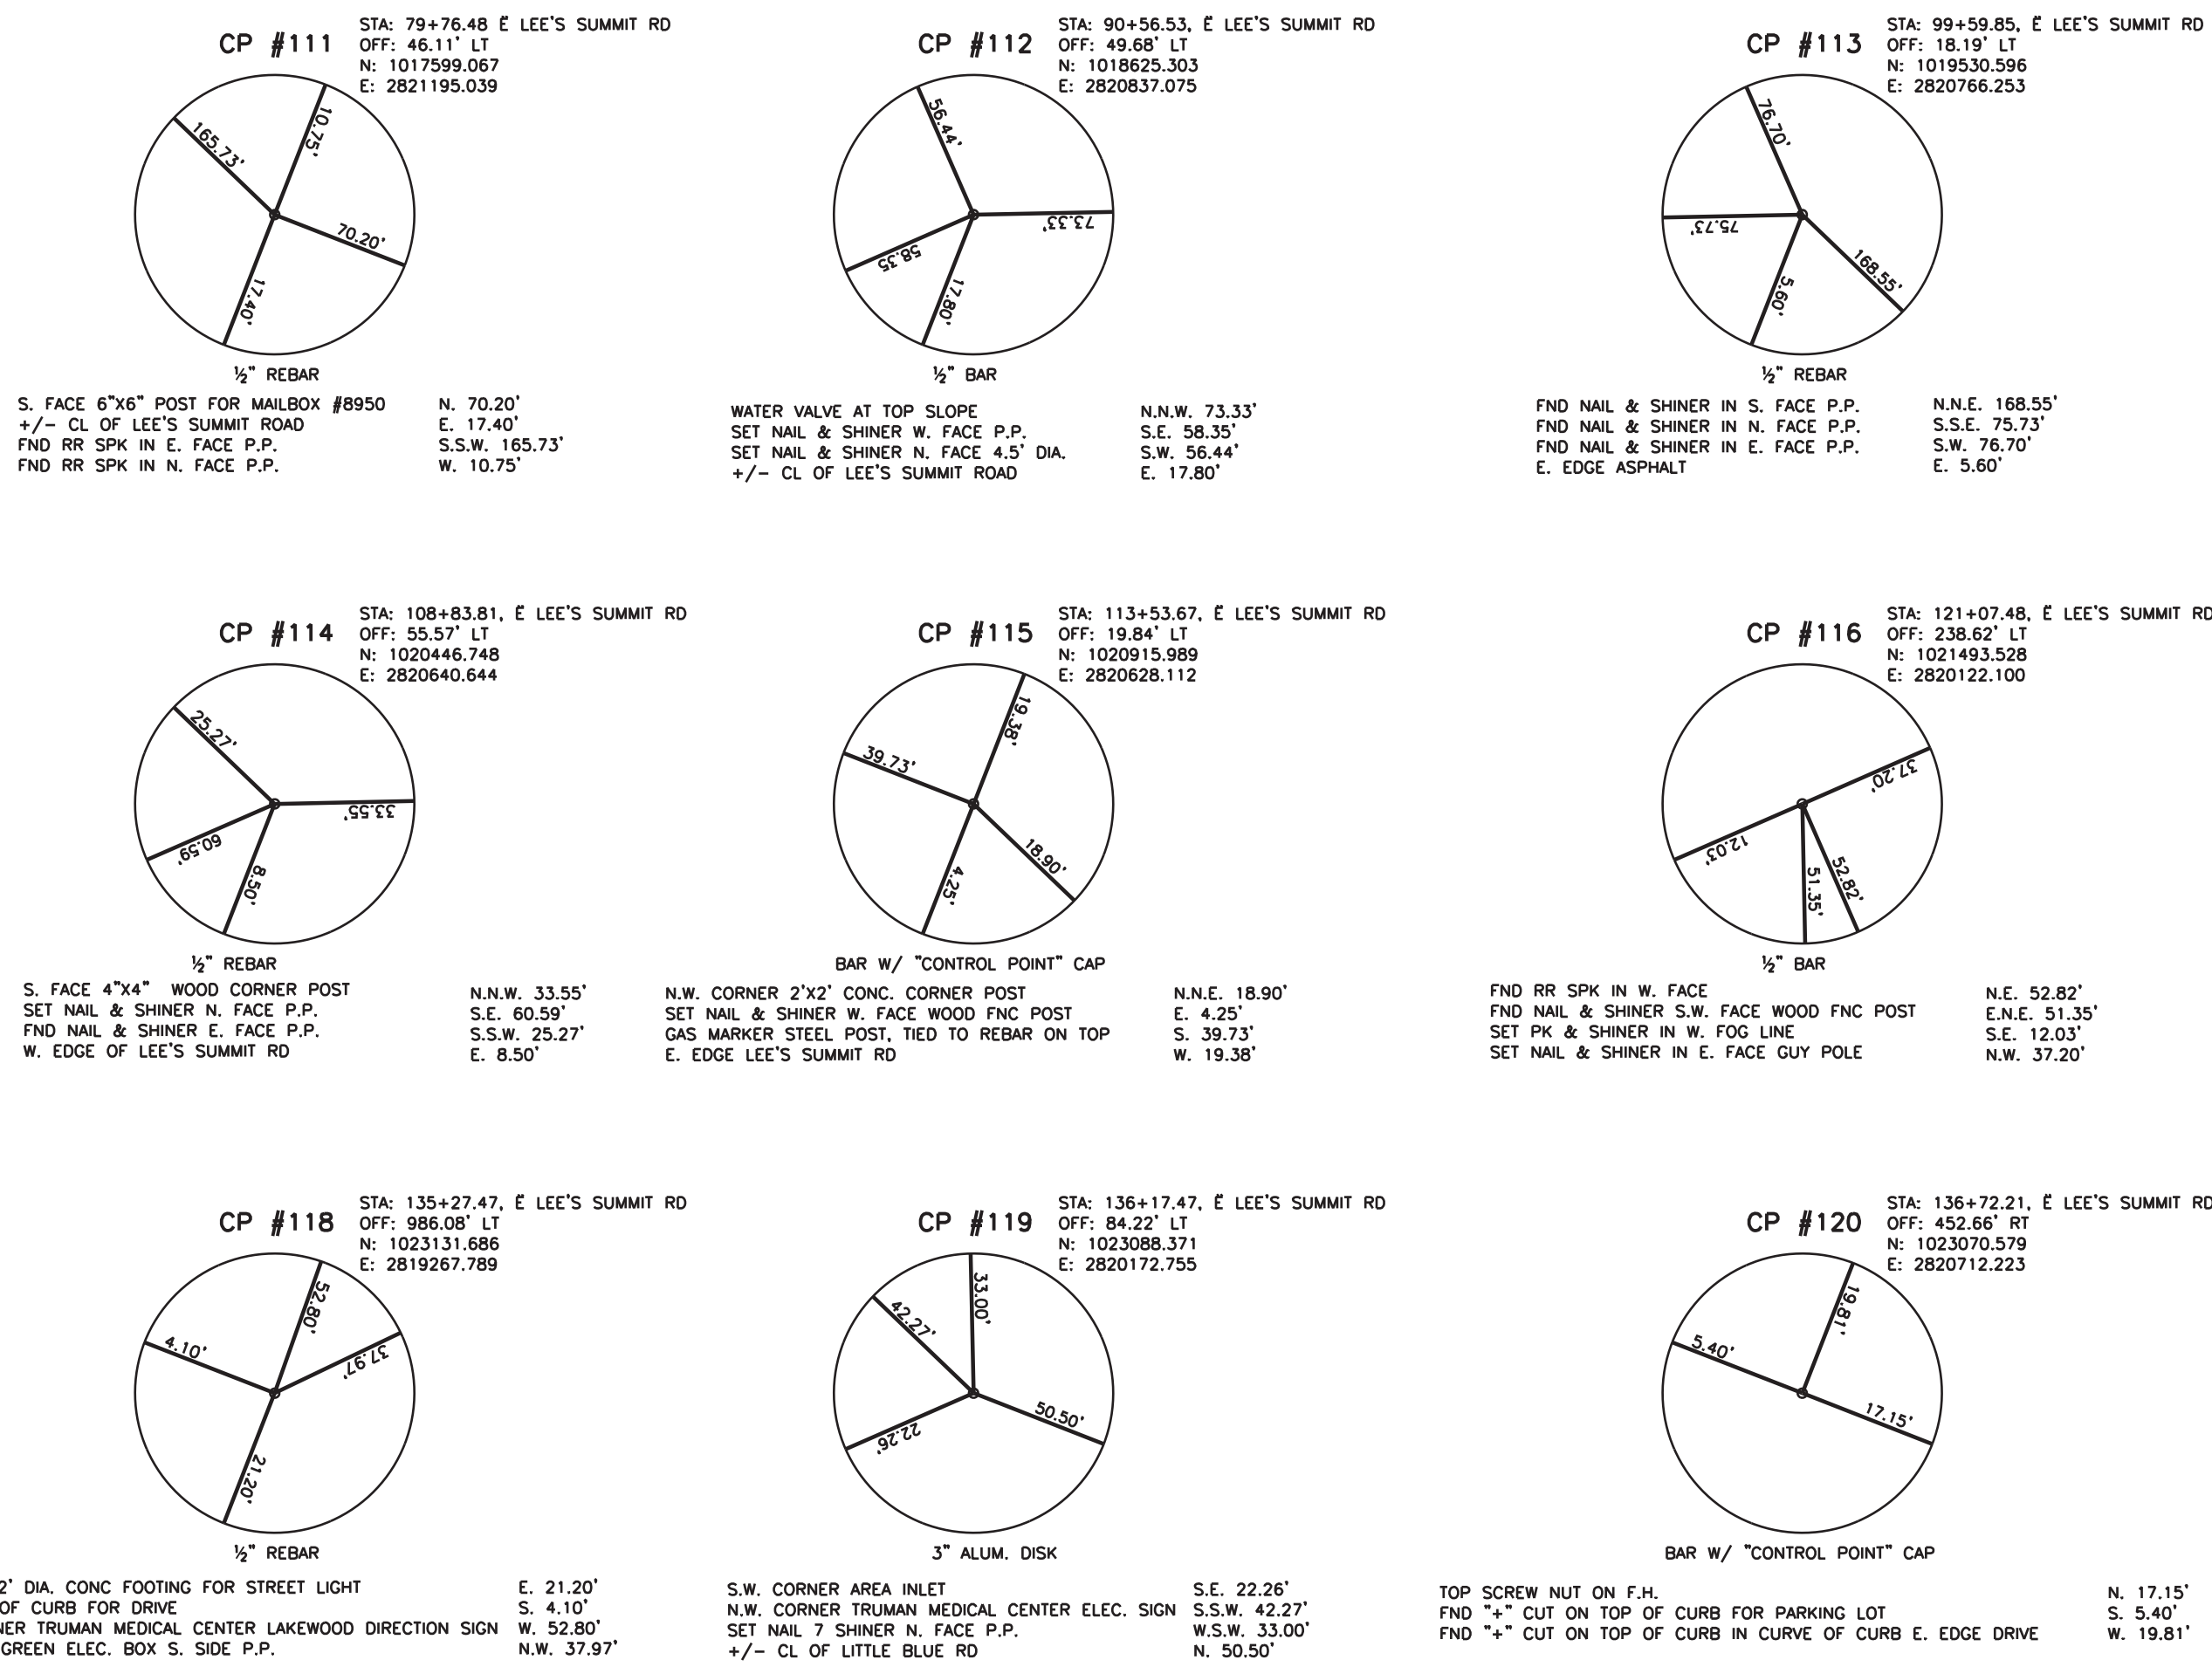 CP #111
STA: 79+76.48 Ë LEE'S SUMMIT RD
OFF: 46.11' LT
N: 1017599.067
E: 2821195.039
165.73'
10.75'
70.20'
17.40'
½" REBAR
S. FACE 6"X6" POST FOR MAILBOX #8950 N. 70.20'
+/- CL OF LEE'S SUMMIT ROAD E. 17.40'
FND RR SPK IN E. FACE P.P. S.S.W. 165.73'
FND RR SPK IN N. FACE P.P. W. 10.75'
CP #112
STA: 90+56.53, Ë LEE'S SUMMIT RD
OFF: 49.68' LT
N: 1018625.303
E: 2820837.075
56.44'
73.33'
58.35
17.80'
½" BAR
WATER VALVE AT TOP SLOPE N.N.W. 73.33'
SET NAIL & SHINER W. FACE P.P. S.E. 58.35'
SET NAIL & SHINER N. FACE 4.5' DIA. S.W. 56.44'
+/- CL OF LEE'S SUMMIT ROAD E. 17.80'
CP #113
STA: 99+59.85, Ë LEE'S SUMMIT RD
OFF: 18.19' LT
N: 1019530.596
E: 2820766.253
76.70'
75.73'
168.55'
5.60'
½" REBAR
FND NAIL & SHINER IN S. FACE P.P. N.N.E. 168.55'
FND NAIL & SHINER IN N. FACE P.P. S.S.E. 75.73'
FND NAIL & SHINER IN E. FACE P.P. S.W. 76.70'
E. EDGE ASPHALT E. 5.60'
CP #114
STA: 108+83.81, Ë LEE'S SUMMIT RD
OFF: 55.57' LT
N: 1020446.748
E: 2820640.644
25.27'
33.55'
60.59'
8.50'
½" REBAR
S. FACE 4"X4" WOOD CORNER POST N.N.W. 33.55'
SET NAIL & SHINER N. FACE P.P. S.E. 60.59'
FND NAIL & SHINER E. FACE P.P. S.S.W. 25.27'
W. EDGE OF LEE'S SUMMIT RD E. 8.50'
CP #115
STA: 113+53.67, Ë LEE'S SUMMIT RD
OFF: 19.84' LT
N: 1020915.989
E: 2820628.112
19.38'
39.73'
18.90'
4.25'
BAR W/ "CONTROL POINT" CAP
N.W. CORNER 2'X2' CONC. CORNER POST N.N.E. 18.90'
SET NAIL & SHINER W. FACE WOOD FNC POST E. 4.25'
GAS MARKER STEEL POST, TIED TO REBAR ON TOP S. 39.73'
E. EDGE LEE'S SUMMIT RD W. 19.38'
CP #116
STA: 121+07.48, Ë LEE'S SUMMIT RD
OFF: 238.62' LT
N: 1021493.528
E: 2820122.100
37.20'
12.03'
51.35'
52.82'
½" BAR
FND RR SPK IN W. FACE N.E. 52.82'
FND NAIL & SHINER S.W. FACE WOOD FNC POST E.N.E. 51.35'
SET PK & SHINER IN W. FOG LINE S.E. 12.03'
SET NAIL & SHINER IN E. FACE GUY POLE N.W. 37.20'
CP #118
STA: 135+27.47, Ë LEE'S SUMMIT RD
OFF: 986.08' LT
N: 1023131.686
E: 2819267.789
52.80'
4.10'
37.97'
21.20'
½" REBAR
2' DIA. CONC FOOTING FOR STREET LIGHT E. 21.20'
OF CURB FOR DRIVE S. 4.10'
NER TRUMAN MEDICAL CENTER LAKEWOOD DIRECTION SIGN W. 52.80'
GREEN ELEC. BOX S. SIDE P.P. N.W. 37.97'
CP #119
STA: 136+17.47, Ë LEE'S SUMMIT RD
OFF: 84.22' LT
N: 1023088.371
E: 2820172.755
33.00'
42.27'
50.50'
22.26'
3" ALUM. DISK
S.W. CORNER AREA INLET S.E. 22.26'
N.W. CORNER TRUMAN MEDICAL CENTER ELEC. SIGN S.S.W. 42.27'
SET NAIL 7 SHINER N. FACE P.P. W.S.W. 33.00'
+/- CL OF LITTLE BLUE RD N. 50.50'
CP #120
STA: 136+72.21, Ë LEE'S SUMMIT RD
OFF: 452.66' RT
N: 1023070.579
E: 2820712.223
19.81'
5.40'
17.15'
BAR W/ "CONTROL POINT" CAP
TOP SCREW NUT ON F.H. N. 17.15'
FND "+" CUT ON TOP OF CURB FOR PARKING LOT S. 5.40'
FND "+" CUT ON TOP OF CURB IN CURVE OF CURB E. EDGE DRIVE W. 19.81'